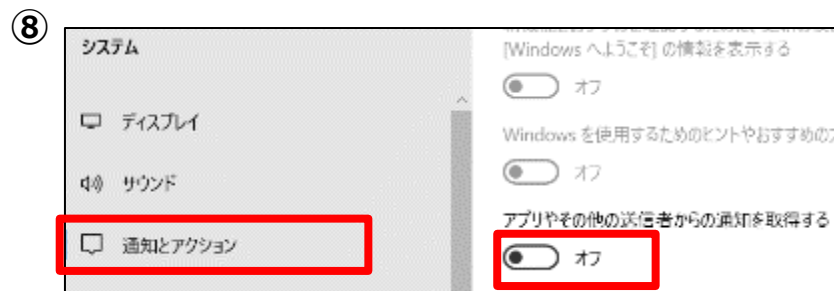 ⑧
システム
ディスプレイ
サウンド
通知とアクション
[Windows へようこそ] の情報を表示する
オフ
Windows を使用するためのヒントやおすすめの
オフ
アプリやその他の送信者からの通知を取得する
オフ